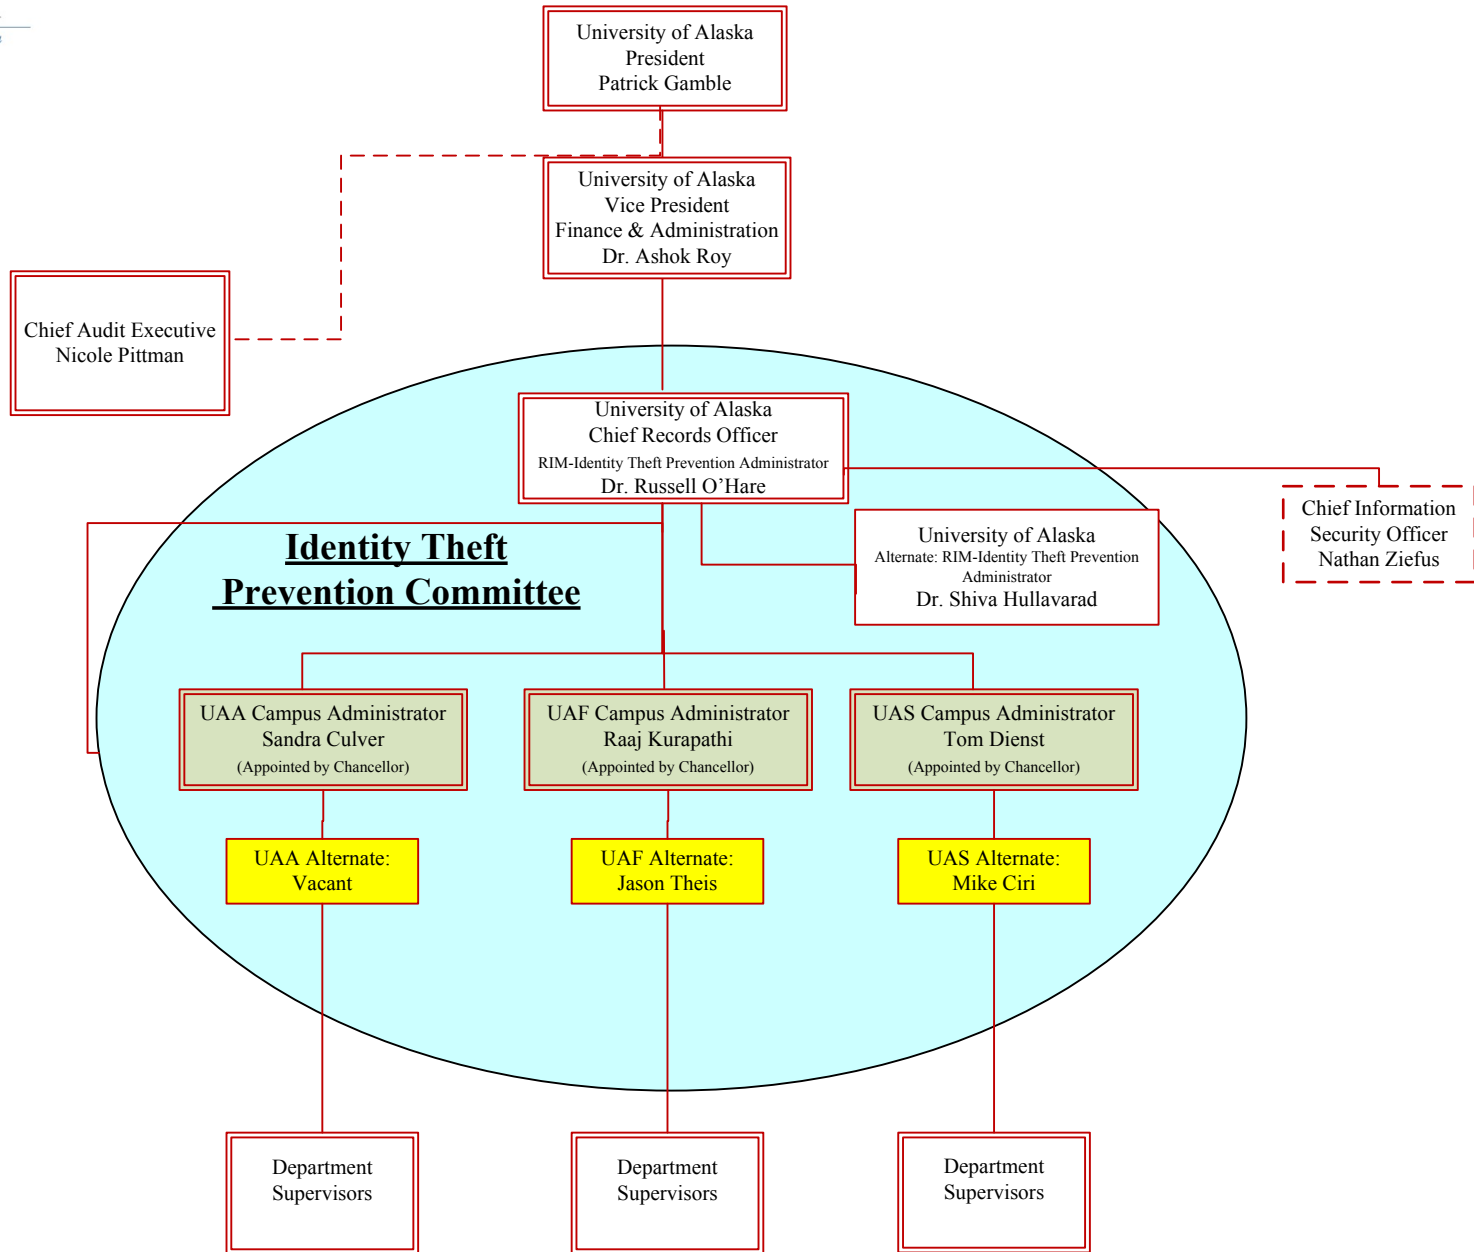 University of Alaska
President
Patrick Gamble
University of Alaska
Vice President
Finance & Administration
Dr. Ashok Roy
Chief Audit Executive
Nicole Pittman
University of Alaska
Chief Records Officer
RIM-Identity Theft Prevention Administrator
Dr. Russell O’Hare
Chief Information
Security Officer
Nathan Ziefus
Identity Theft
Prevention Committee
University of Alaska
Alternate: RIM-Identity Theft Prevention
Administrator
Dr. Shiva Hullavarad
UAA Campus Administrator
Sandra Culver
(Appointed by Chancellor)
UAF Campus Administrator
Raaj Kurapathi
(Appointed by Chancellor)
UAS Campus Administrator
Tom Dienst
(Appointed by Chancellor)
UAA Alternate:
Vacant
UAF Alternate:
Jason Theis
UAS Alternate:
Mike Ciri
Department
Supervisors
Department
Supervisors
Department
Supervisors